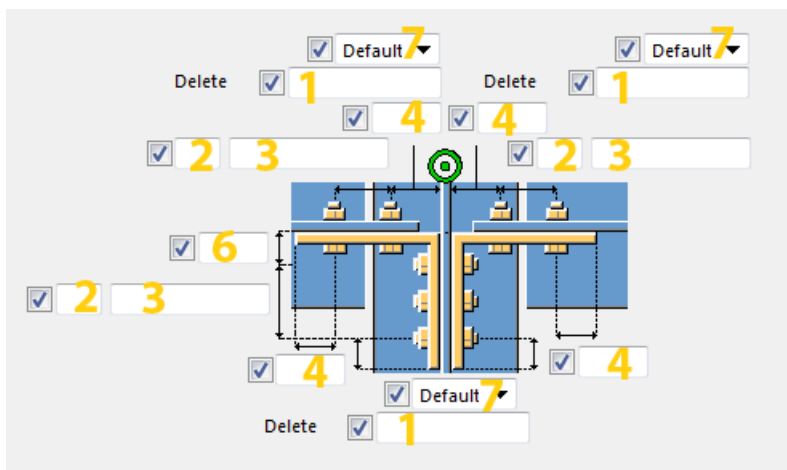 Default 7 Default 7
Delete 1 Delete 1
4 4
2 3 2 3
6
2 3
4 4
Default 7
Delete 1